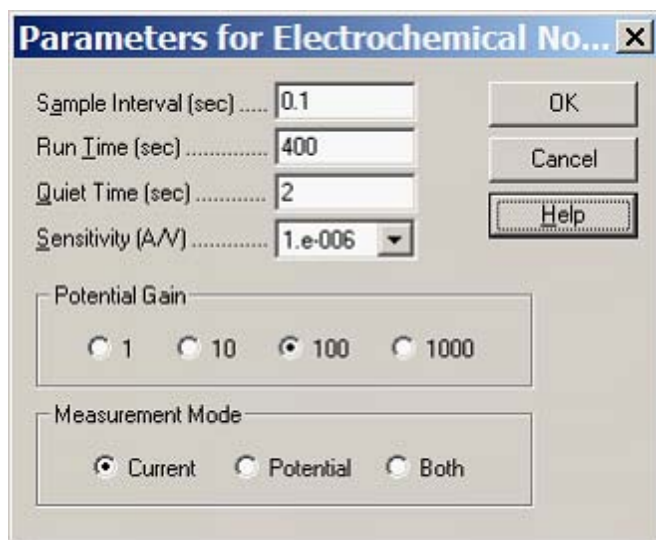 Parameters for Electrochemical No...
Sample Interval (sec) ..... 0.1
Run Time (sec) .............. 400
Quiet Time (sec) ............ 2
Sensitivity (A/V) ............. 1.e-006
OK
Cancel
Help
Potential Gain
1 10 100 1000
Measurement Mode
Current Potential Both